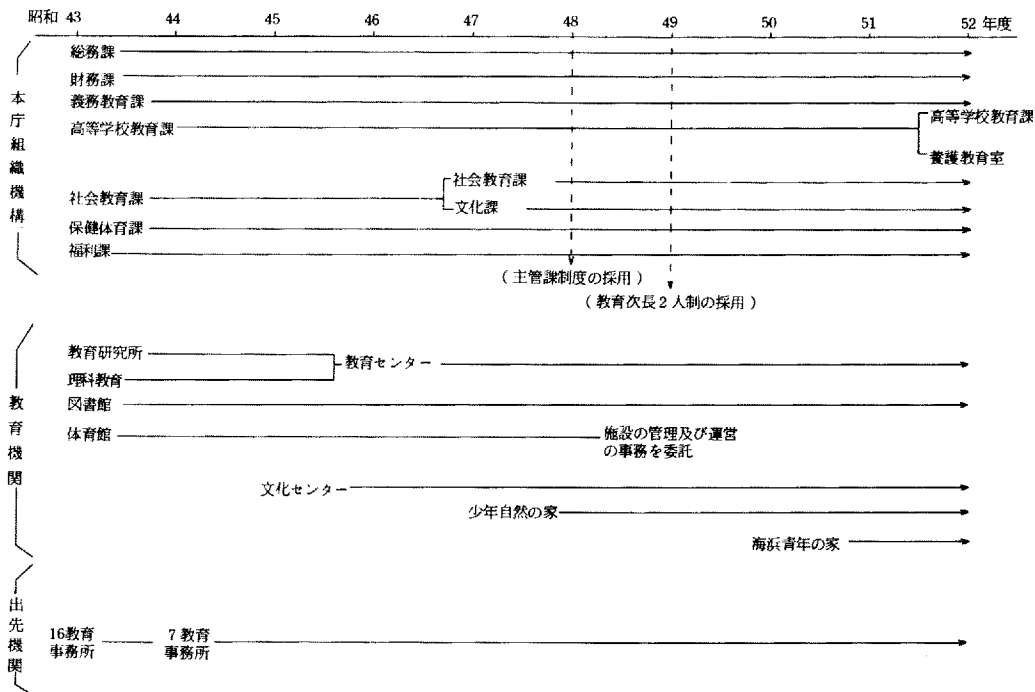 昭和 43 44 45 46 47 48 49 50 51 52 年度
本庁組織機構
総務課
財務課
義務教育課
高等学校教育課
高等学校教育課
養護教育室
社会教育課
社会教育課
文化課
保健体育課
福利課
（主管課制度の採用）
（教育次長2人制の採用）
教育機関
教育研究所
理科教育
教育センター
図書館
体育館
施設の管理及び運営
の事務を委託
文化センター
少年自然の家
海浜青年の家
出先機関
16教育
事務所
7教育
事務所